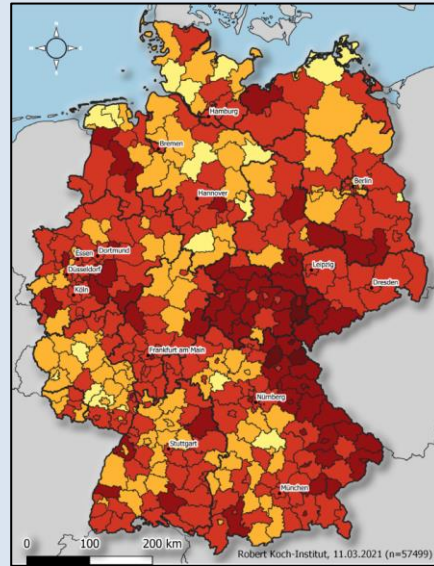 Hamburg
Bremen
Berlin
Hannover
Essen
Dortmund
Düsseldorf
Leipzig
Köln
Dresden
Frankfurt am Main
Nürnberg
Stuttgart
München
0 100 200 km
Robert Koch-Institut, 11.03.2021 (n=57499)